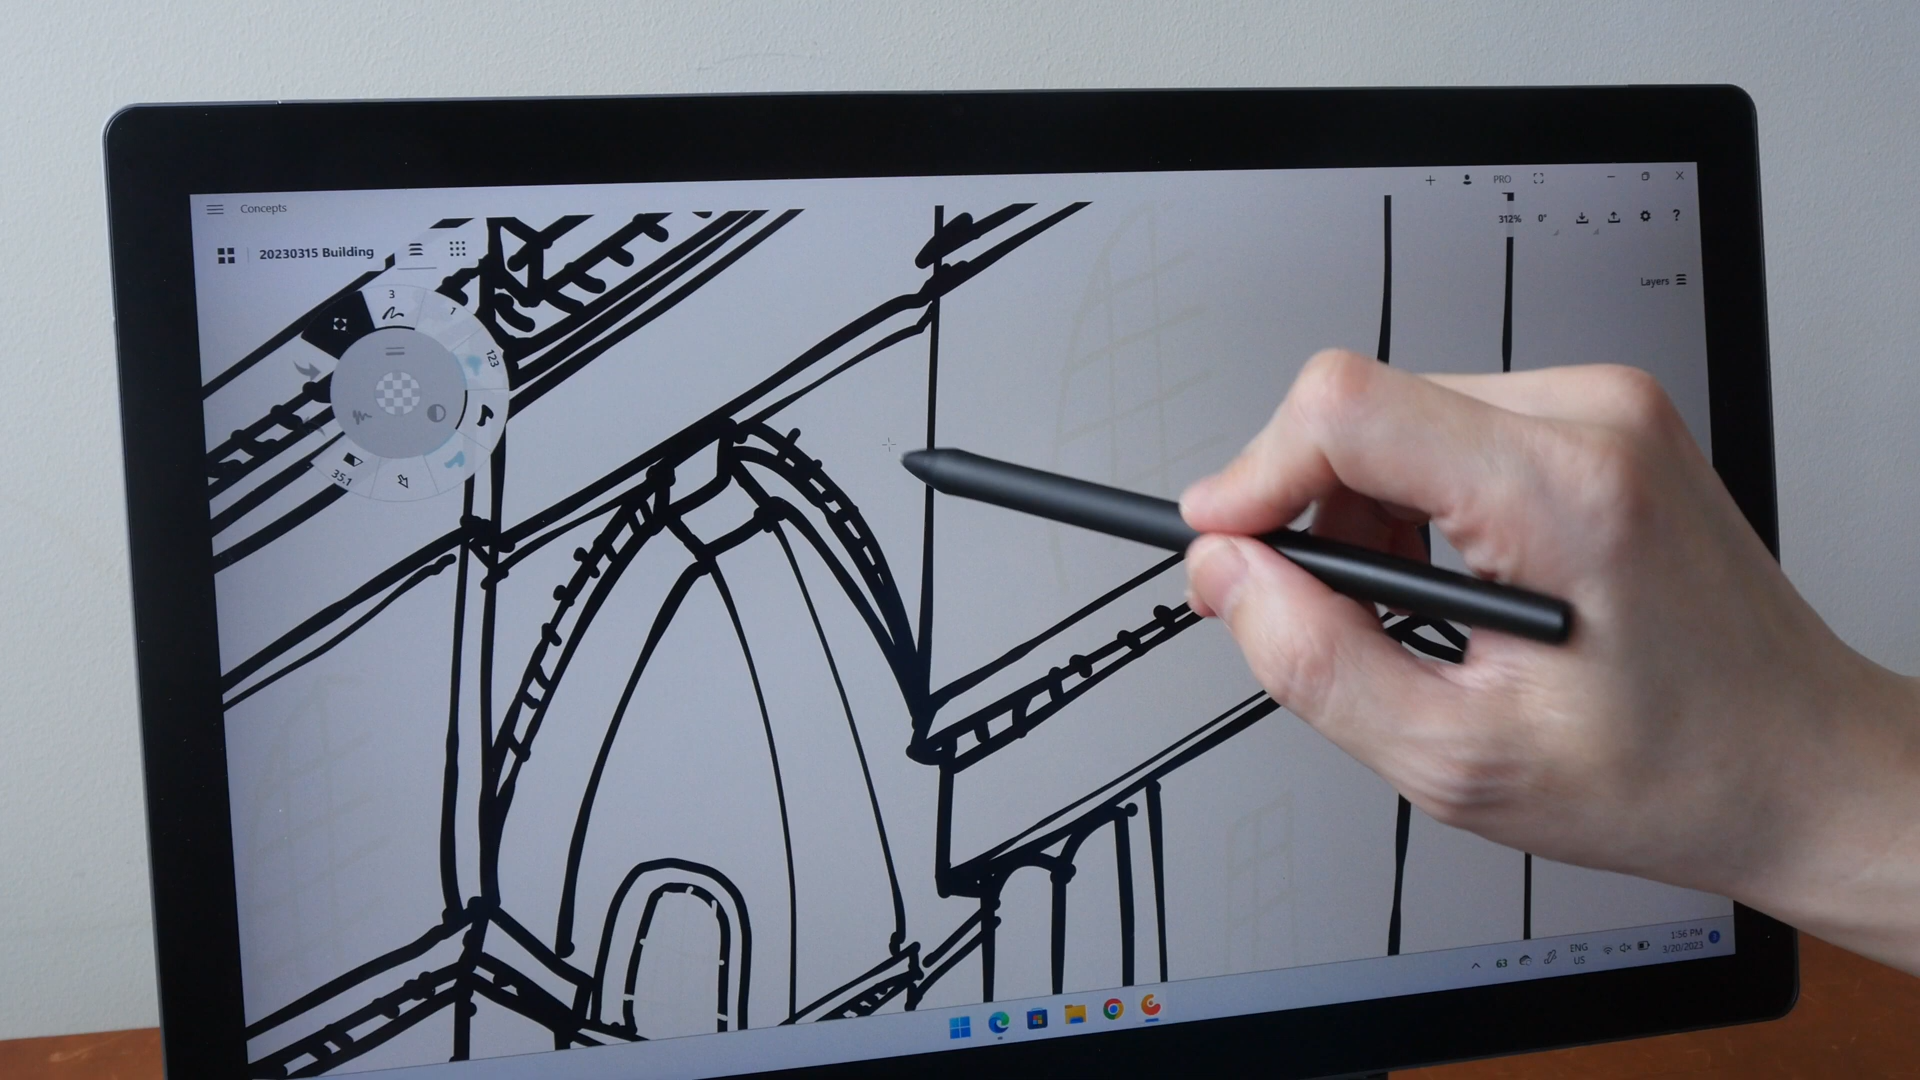 Concepts
PRO
20230315 Building
312% 0° ?
Layers
3
1
123
35.1
63
ENG
US
1:56 PM
3/20/2023